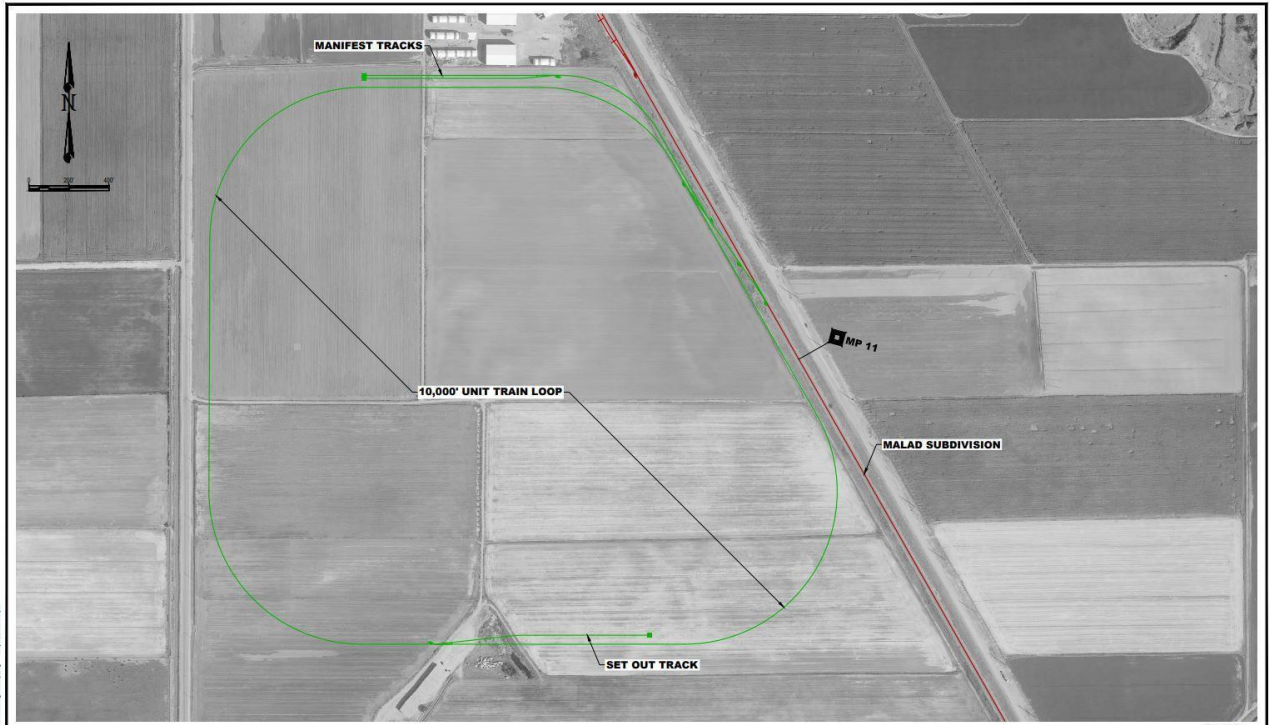 MANIFEST TRACKS
N
0 200' 400'
MP 11
10,000' UNIT TRAIN LOOP
MALAD SUBDIVISION
SET OUT TRACK